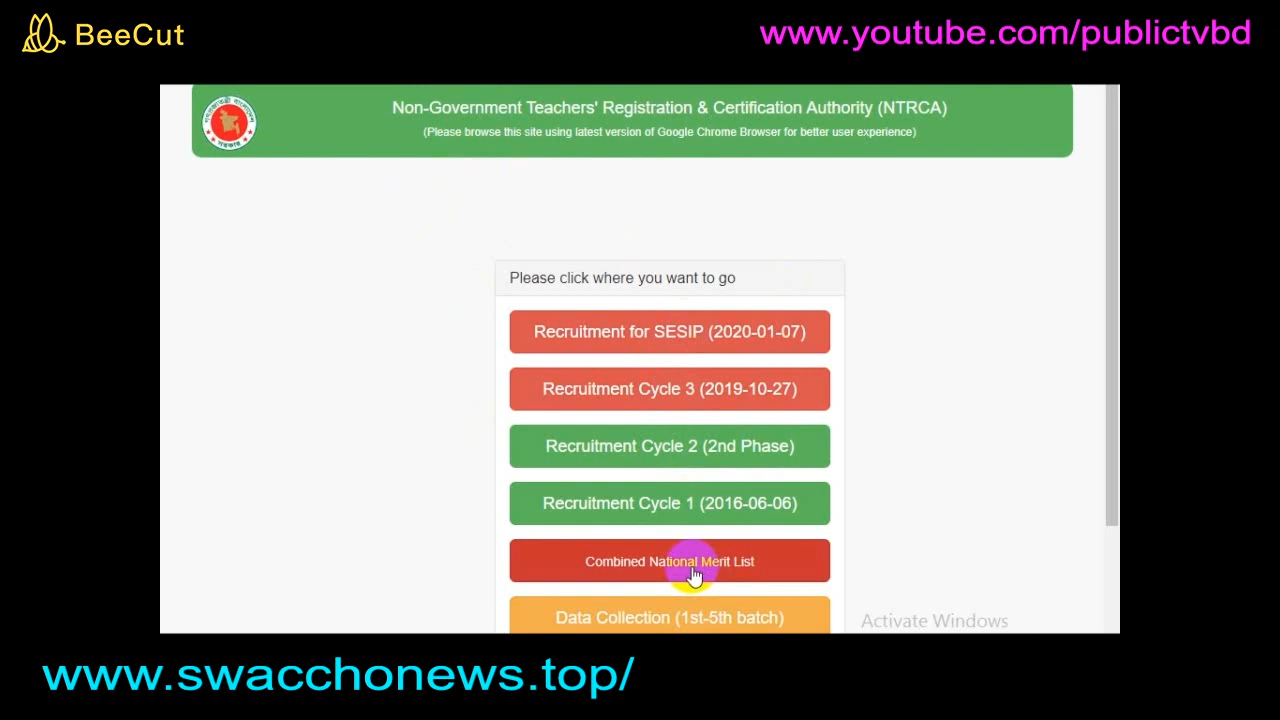 BeeCut
www.youtube.com/publictvbd
Non-Government Teachers' Registration & Certification Authority (NTRCA)
(Please browse this site using latest version of Google Chrome Browser for better user experience)
Please click where you want to go
Recruitment for SESIP (2020-01-07)
Recruitment Cycle 3 (2019-10-27)
Recruitment Cycle 2 (2nd Phase)
Recruitment Cycle 1 (2016-06-06)
Combined National Merit List
Data Collection (1st-5th batch)
Activate Windows
www.swacchonews.top/